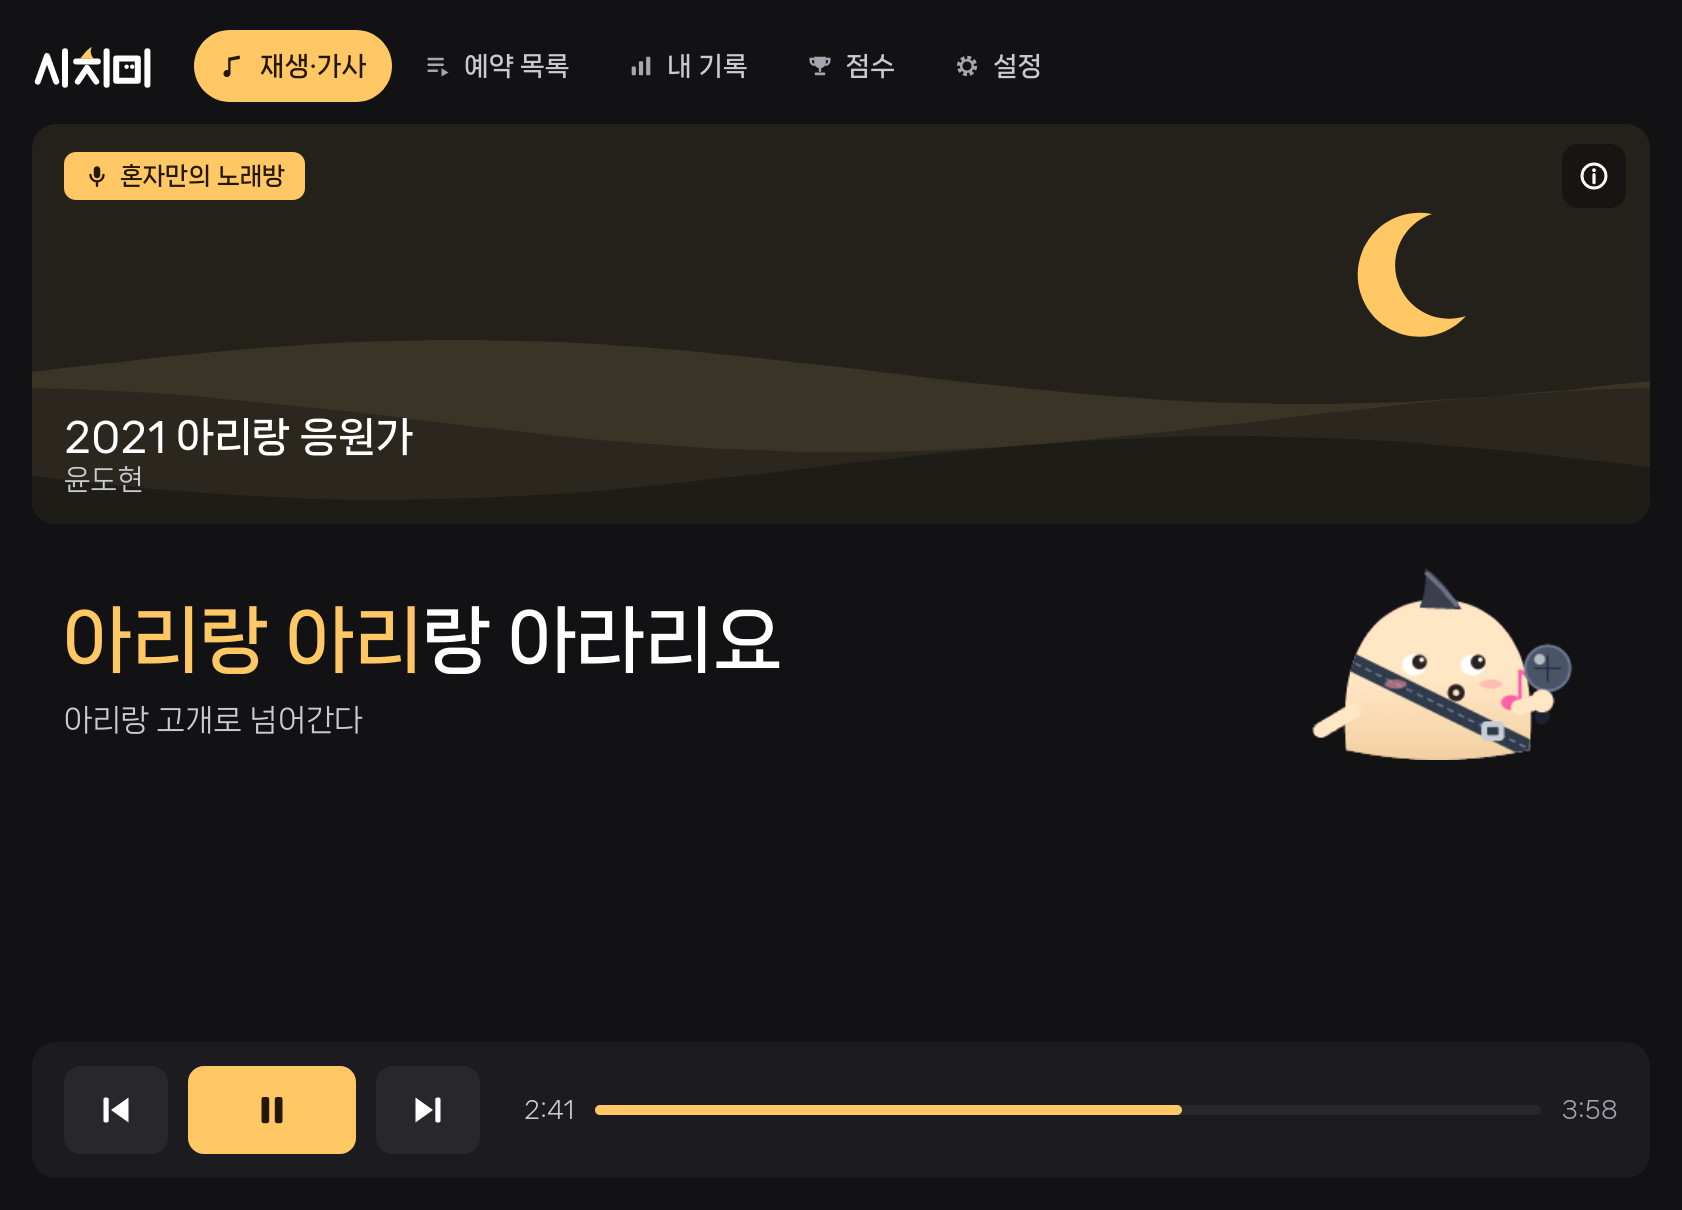 시치미
재생·가사
예약 목록
내 기록
점수
설정
혼자만의 노래방
2021 아리랑 응원가
윤도현
아리랑 아리랑 아라리요
아리랑 고개로 넘어간다
2:41
3:58